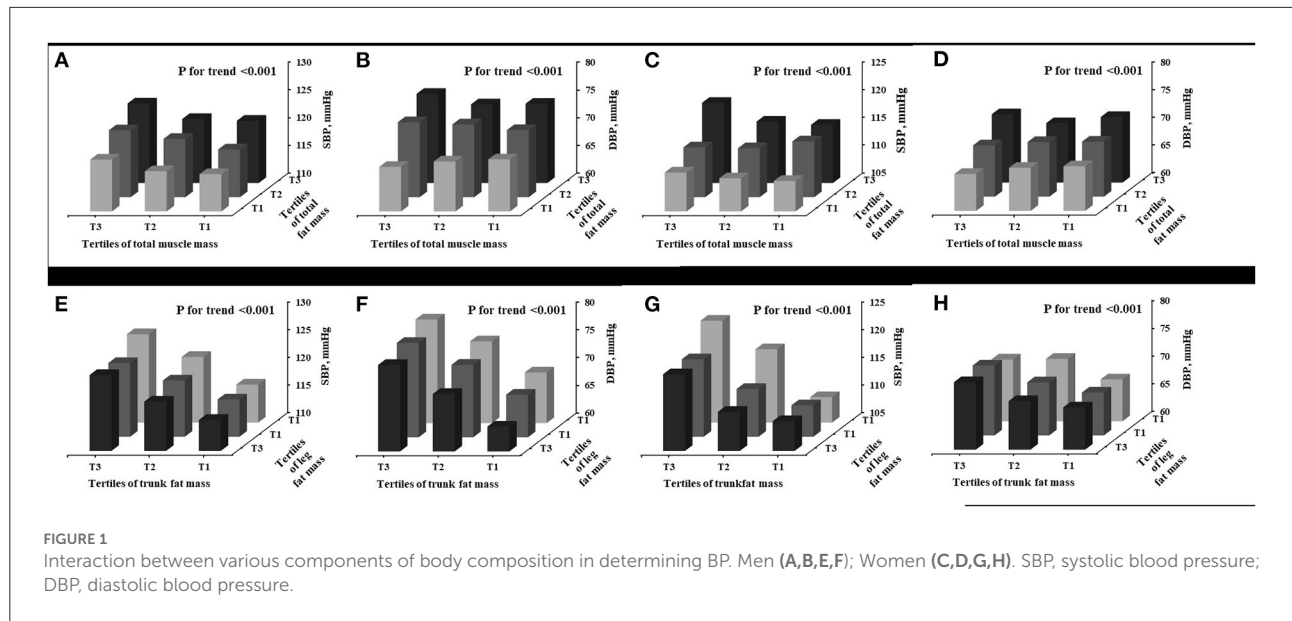 A
P for trend <0.001
130
125
120
115
110
SBP, mmHg
T3
T2
T1
Tertiles
of total
fat mass
T3
T2
T1
Tertiles of total muscle mass
B
P for trend <0.001
80
75
70
65
60
DBP, mmHg
T3
T2
T1
Tertiles
of total
fat mass
T3
T2
T1
Tertiles of total muscle mass
C
P for trend <0.001
125
120
115
110
105
SBP, mmHg
T3
T2
T1
Tertiles
of total
fat mass
T3
T2
T1
Tertiles of total muscle mass
D
P for trend <0.001
80
75
70
65
60
DBP, mmHg
T3
T2
T1
Tertiles
of total
fat mass
T3
T2
T1
Tertiels of total muscle mass
E
P for trend <0.001
130
125
120
115
110
SBP, mmHg
T1
T1
T3
Tertiles
of leg
fat mass
T3
T2
T1
Tertiles of trunk fat mass
F
P for trend <0.001
80
75
70
65
60
DBP, mmHg
T1
T1
T3
Tertiles
of leg
fat mass
T3
T2
T1
Tertiles of trunk fat mass
G
P for trend <0.001
125
120
115
110
105
SBP, mmHg
T1
T1
T3
Tertiles
of leg
fat mass
T3
T2
T1
Tertiles of trunkfat mass
H
P for trend <0.001
80
75
70
65
60
DBP, mmHg
T1
T1
T3
Tertiles
of leg
fat mass
T3
T2
T1
Tertiles of trunk fat mass
FIGURE 1
Interaction between various components of body composition in determining BP. Men (A,B,E,F); Women (C,D,G,H). SBP, systolic blood pressure;
DBP, diastolic blood pressure.